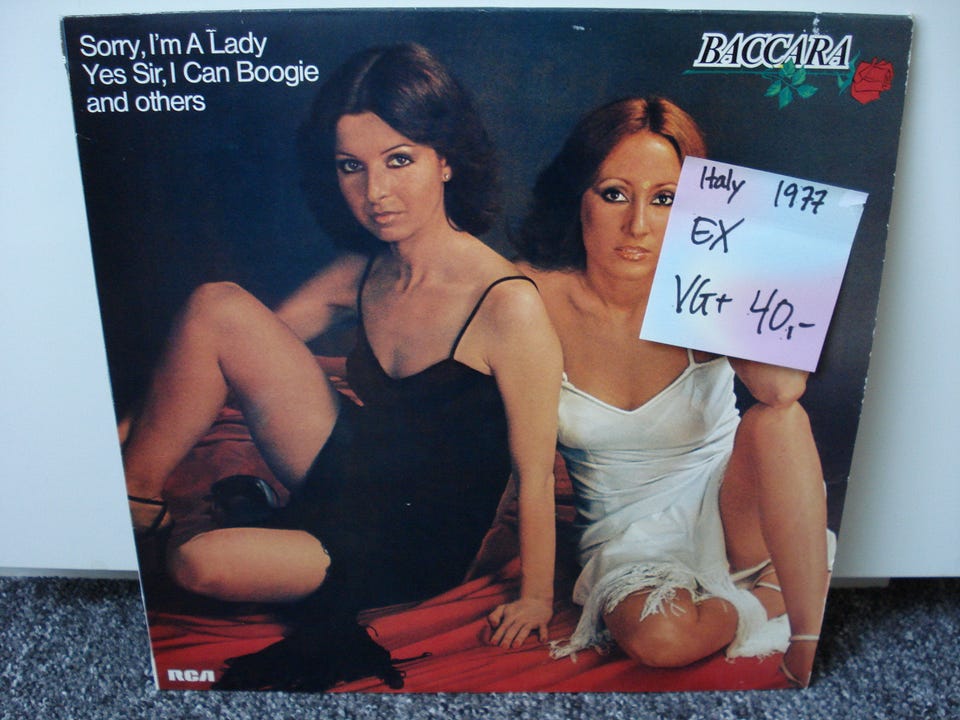 Sorry, I'm A Lady
Yes Sir, I Can Boogie
and others
BACCARA
Italy 1977
EX
VG+ 40,-
RCA